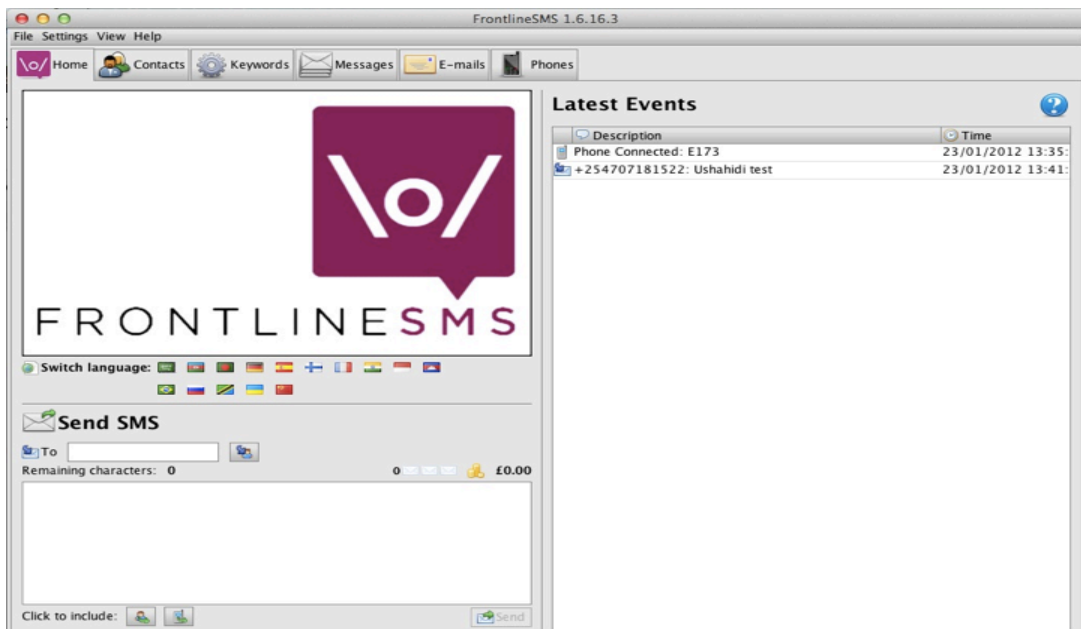 FrontlineSMS 1.6.16.3
File Settings View Help
\o/ Home Contacts Keywords Messages E-mails Phones
\o/
FRONTLINESMS
Switch language:
Send SMS
To
Remaining characters: 0 0 £0.00
Click to include: Send
Latest Events
Description Time
Phone Connected: E173 23/01/2012 13:35:
+254707181522: Ushahidi test 23/01/2012 13:41: